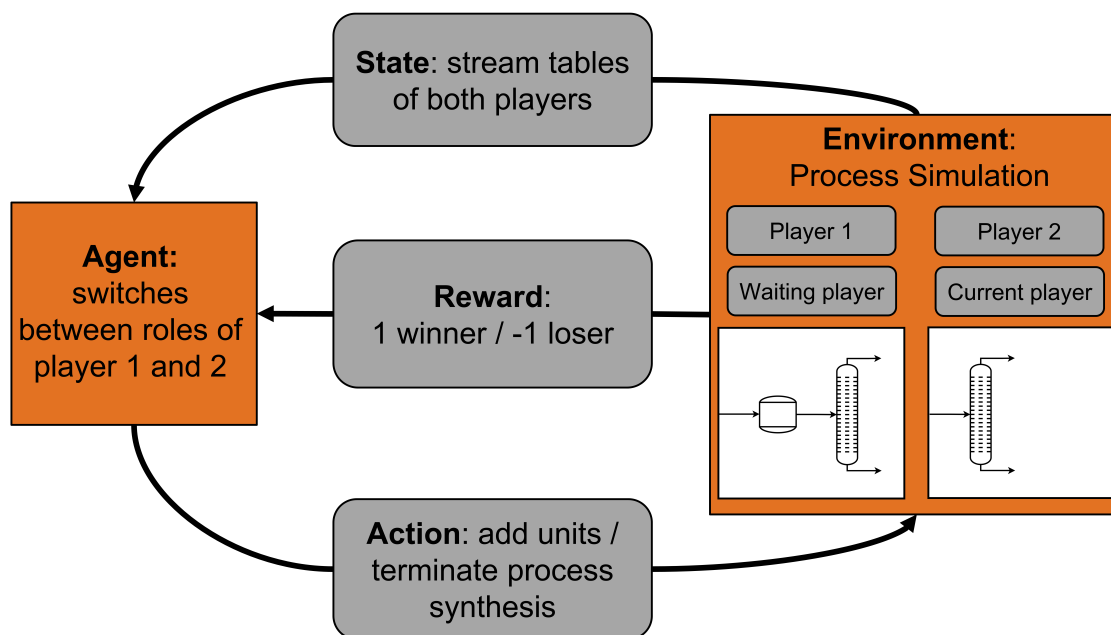 State: stream tables
of both players
Environment:
Process Simulation
Player 1
Player 2
Waiting player
Current player
Agent:
switches
between roles of
player 1 and 2
Reward:
1 winner / -1 loser
Action: add units /
terminate process
synthesis